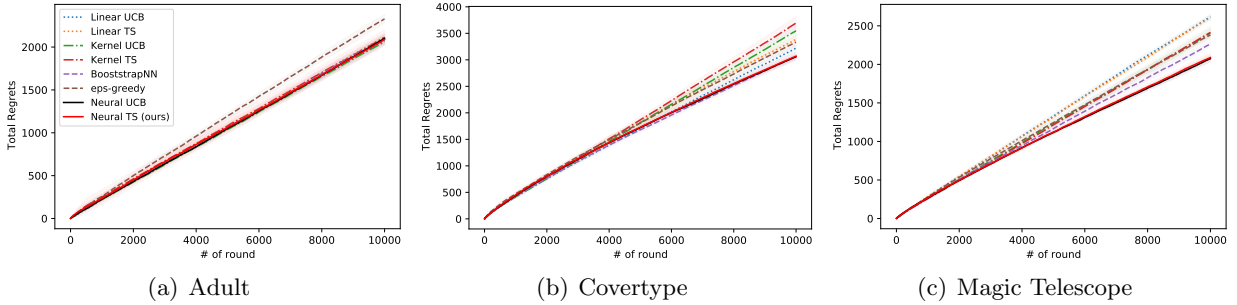 Total Regrets
2000
1500
1000
500
0
Linear UCB
Linear TS
Kernel UCB
Kernel TS
BooststrapNN
eps-greedy
Neural UCB
Neural TS (ours)
0 2000 4000 6000 8000 10000
# of round
(a) Adult
Total Regrets
4000
3500
3000
2500
2000
1500
1000
500
0
0 2000 4000 6000 8000 10000
# of round
(b) Covertype
Total Regrets
2500
2000
1500
1000
500
0
0 2000 4000 6000 8000 10000
# of round
(c) Magic Telescope